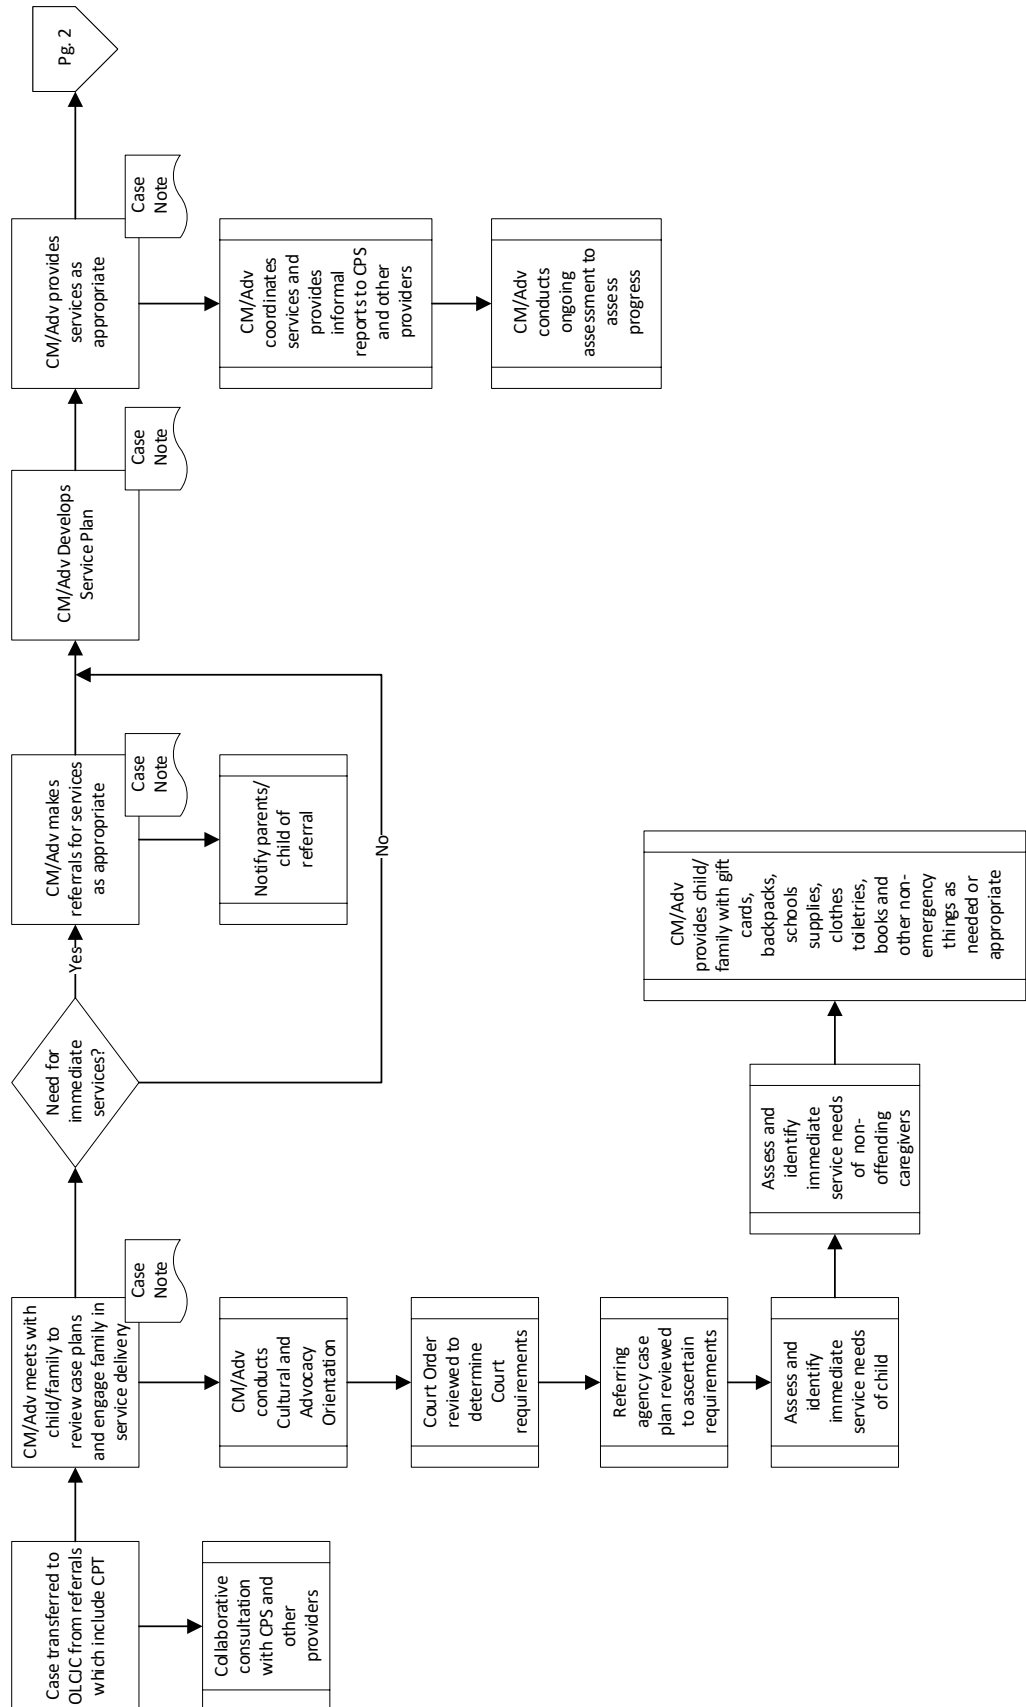 Case transferred to
OLCJC from referrals
which include CPT
Collaborative
consultation
with CPS and
other
providers
CM/Adv meets with
child/family to
review case plans
and engage family in
service delivery
Case
Note
CM/Adv
conducts
Cultural and
Advocacy
Orientation
Court Order
reviewed to
determine
Court
requirements
Referring
agency case
plan reviewed
to ascertain
requirements
Assess and
identify
immediate
service needs
of child
Assess and
identify
immediate
service needs
of non-
offending
caregivers
CM/Adv
provides child/
family with gift
cards,
backpacks,
schools
supplies,
clothes
toiletries,
books and
other non-
emergency
things as
needed or
appropriate
Need for
immediate
services?
Yes
No
CM/Adv makes
referrals for services
as appropriate
Case
Note
Notify parents/
child of
referral
CM/Adv Develops
Service Plan
Case
Note
CM/Adv provides
services as
appropriate
Case
Note
CM/Adv
coordinates
services and
provides
informal
reports to CPS
and other
providers
CM/Adv
conducts
ongoing
assessment to
assess
progress
Pg. 2